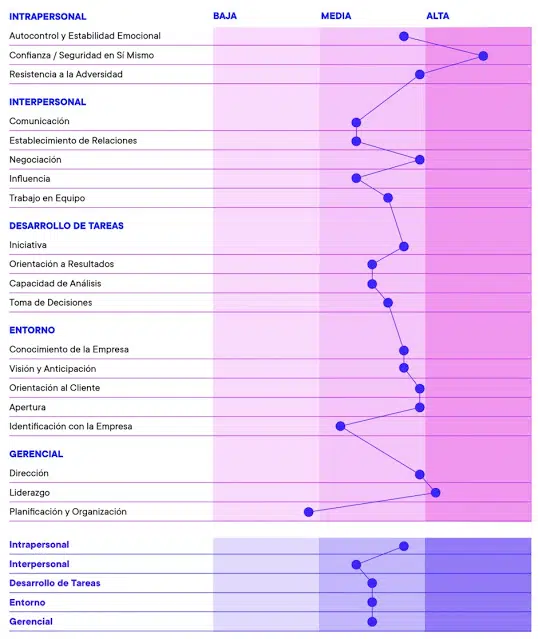 INTRAPERSONAL BAJA MEDIA ALTA
Autocontrol y Estabilidad Emocional
Confianza / Seguridad en Sí Mismo
Resistencia a la Adversidad
INTERPERSONAL
Comunicación
Establecimiento de Relaciones
Negociación
Influencia
Trabajo en Equipo
DESARROLLO DE TAREAS
Iniciativa
Orientación a Resultados
Capacidad de Análisis
Toma de Decisiones
ENTORNO
Conocimiento de la Empresa
Visión y Anticipación
Orientación al Cliente
Apertura
Identificación con la Empresa
GERENCIAL
Dirección
Liderazgo
Planificación y Organización
Intrapersonal
Interpersonal
Desarrollo de Tareas
Entorno
Gerencial